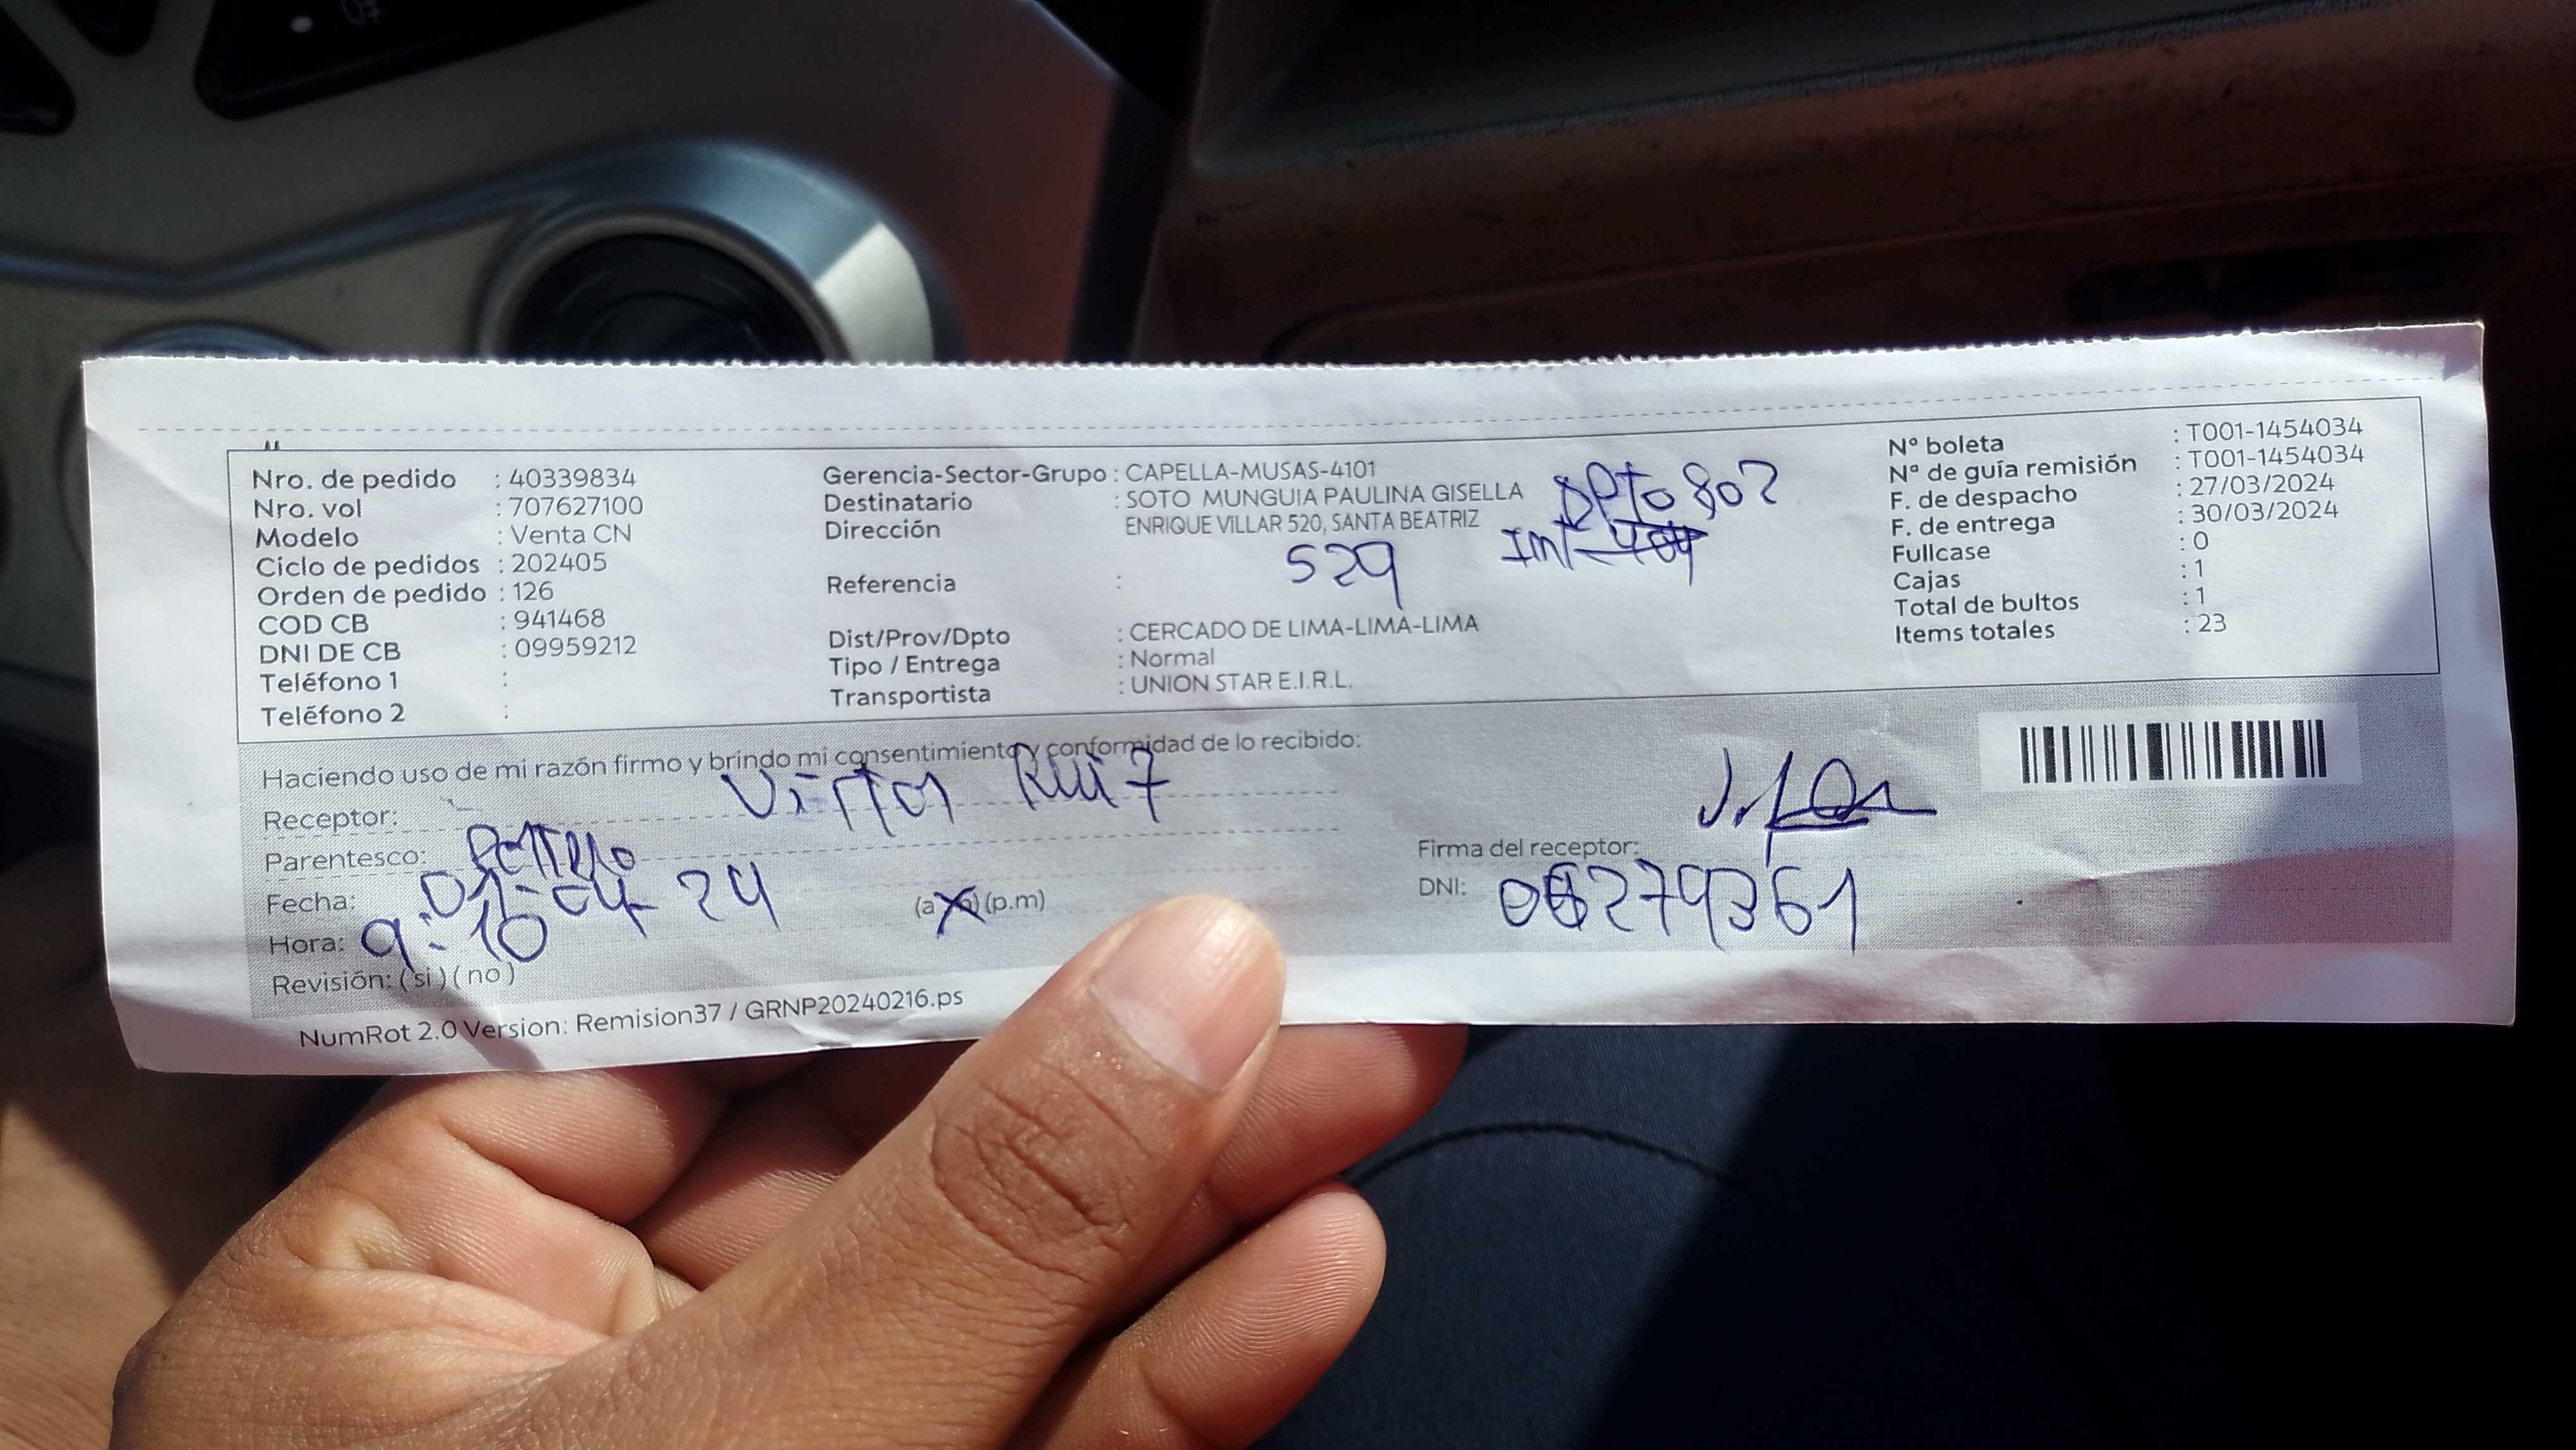 Nro. de pedido : 40339834
Nro. vol : 707627100
Modelo : Venta CN
Ciclo de pedidos : 202405
Orden de pedido : 126
COD CB : 941468
DNI DE CB : 09959212
Teléfono 1 :
Teléfono 2 :
Gerencia-Sector-Grupo : CAPELLA-MUSAS-4101
Destinatario : SOTO MUNGUIA PAULINA GISELLA
Dpto 802
Dirección ENRIQUE VILLAR 520, SANTA BEATRIZ
Int
529
Referencia :
Dist/Prov/Dpto : CERCADO DE LIMA-LIMA-LIMA
Tipo / Entrega : Normal
Transportista : UNION STAR E.I.R.L.
N° boleta : T001-1454034
N° de guía remisión : T001-1454034
F. de despacho : 27/03/2024
F. de entrega : 30/03/2024
Fullcase : 0
Cajas : 1
Total de bultos : 1
Items totales : 23
Haciendo uso de mi razón firmo y brindo mi consentimiento y conformidad de lo recibido:
Receptor: Victor Ruiz
Parentesco:
Fecha: 01-04-24
Hora: 9:10 (a.m) (p.m)
Revisión: (si) (no)
Firma del receptor:
DNI: 06279361
NumRot 2.0 Version: Remision37 / GRNP20240216.ps